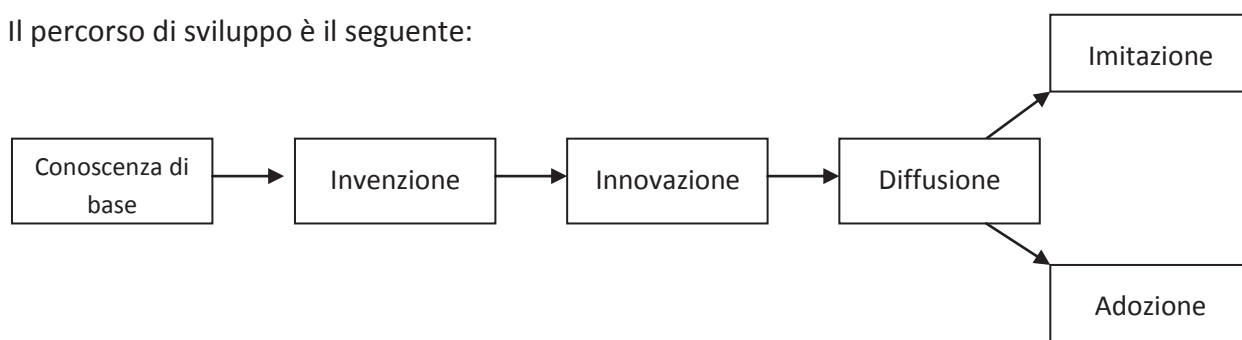 Il percorso di sviluppo è il seguente:
Imitazione
Conoscenza di
base
Invenzione
Innovazione
Diffusione
Adozione